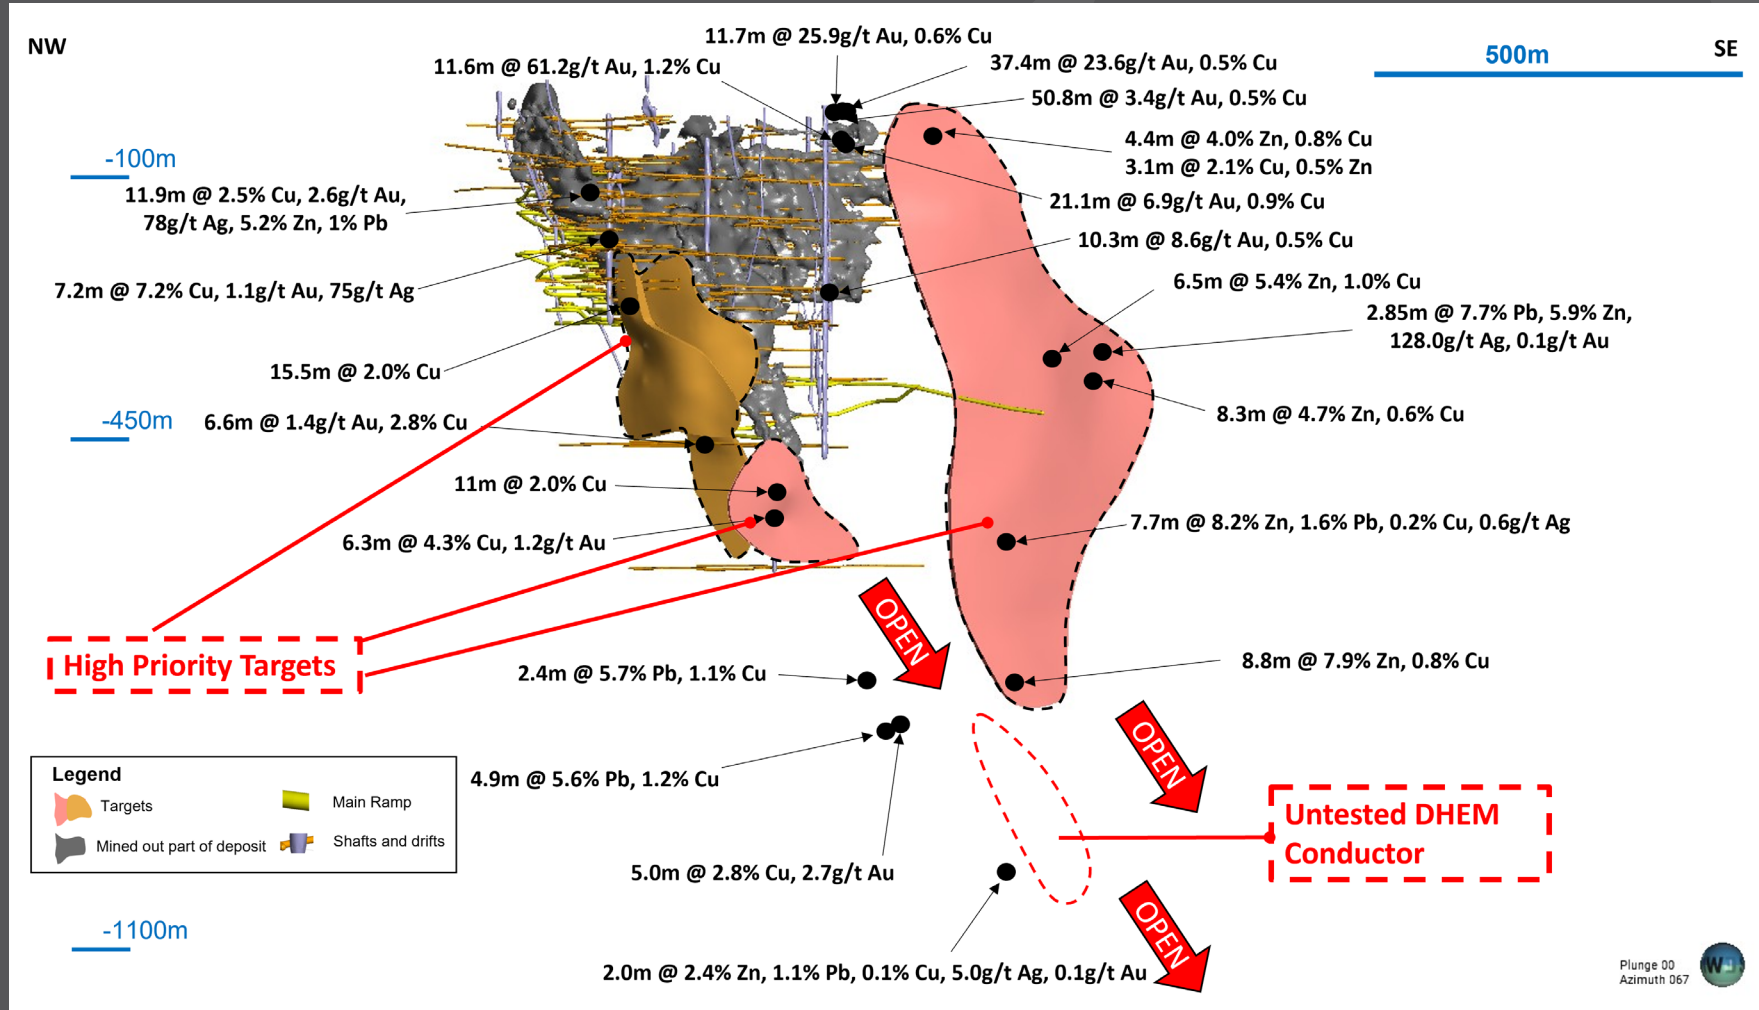 NW
11.7m @ 25.9g/t Au, 0.6% Cu
SE
500m
11.6m @ 61.2g/t Au, 1.2% Cu
37.4m @ 23.6g/t Au, 0.5% Cu
50.8m @ 3.4g/t Au, 0.5% Cu
4.4m @ 4.0% Zn, 0.8% Cu
3.1m @ 2.1% Cu, 0.5% Zn
-100m
11.9m @ 2.5% Cu, 2.6g/t Au,
78g/t Ag, 5.2% Zn, 1% Pb
21.1m @ 6.9g/t Au, 0.9% Cu
10.3m @ 8.6g/t Au, 0.5% Cu
7.2m @ 7.2% Cu, 1.1g/t Au, 75g/t Ag
6.5m @ 5.4% Zn, 1.0% Cu
2.85m @ 7.7% Pb, 5.9% Zn,
128.0g/t Ag, 0.1g/t Au
15.5m @ 2.0% Cu
-450m
6.6m @ 1.4g/t Au, 2.8% Cu
8.3m @ 4.7% Zn, 0.6% Cu
11m @ 2.0% Cu
7.7m @ 8.2% Zn, 1.6% Pb, 0.2% Cu, 0.6g/t Ag
6.3m @ 4.3% Cu, 1.2g/t Au
OPEN
High Priority Targets
2.4m @ 5.7% Pb, 1.1% Cu
8.8m @ 7.9% Zn, 0.8% Cu
OPEN
4.9m @ 5.6% Pb, 1.2% Cu
Legend
Targets
Main Ramp
Mined out part of deposit
Shafts and drifts
Untested DHEM
Conductor
5.0m @ 2.8% Cu, 2.7g/t Au
OPEN
-1100m
2.0m @ 2.4% Zn, 1.1% Pb, 0.1% Cu, 5.0g/t Ag, 0.1g/t Au
Plunge 00
Azimuth 067
W